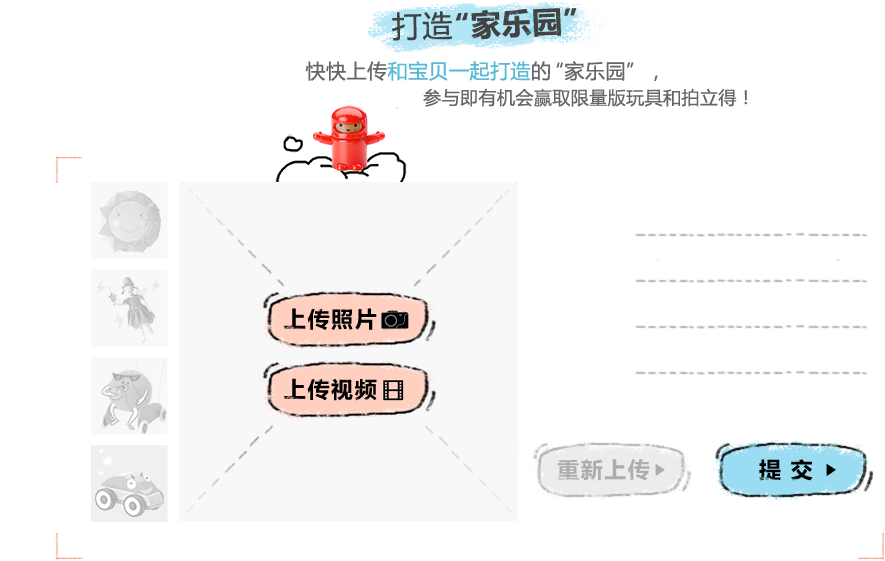 打造“家乐园”
快快上传和宝贝一起打造的“家乐园”，
参与即有机会赢取限量版玩具和拍立得！
上传照片
上传视频
重新上传
提交